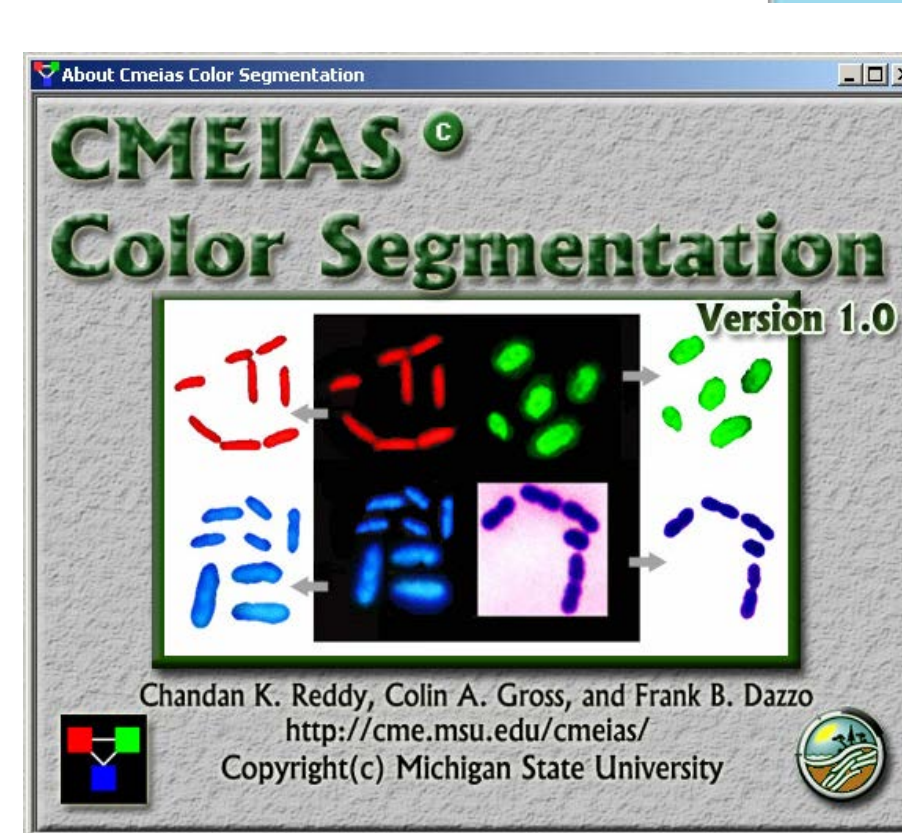 About Cmeias Color Segmentation
CMEIAS ©
Color Segmentation
Version 1.0
Chandan K. Reddy, Colin A. Gross, and Frank B. Dazzo
http://cme.msu.edu/cmeias/
Copyright(c) Michigan State University